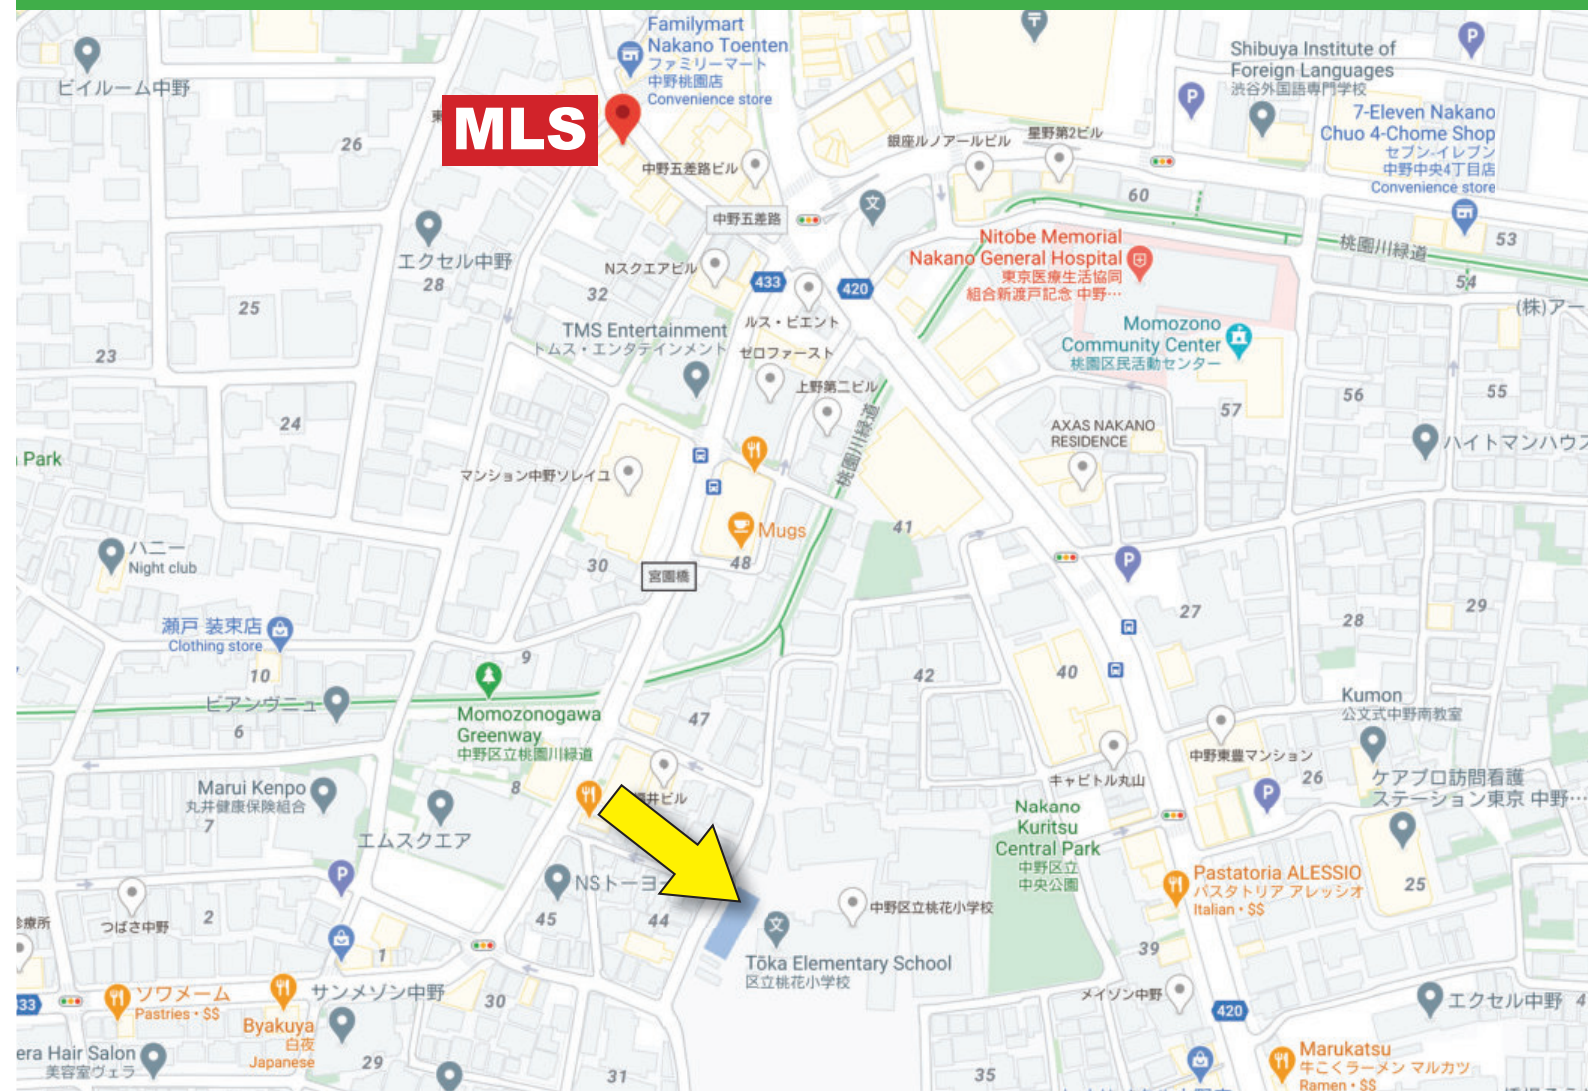 Familymart
Nakano Toenten
ファミリーマート
中野桃園店
Convenience store
ビイルーム中野
MLS
26
中野五差路ビル
銀座ルノアールビル
星野第2ビル
Shibuya Institute of
Foreign Languages
渋谷外国語専門学校
7-Eleven Nakano
Chuo 4-Chome Shop
セブン-イレブン
中野中央4丁目店
Convenience store
60
中野五差路
文
エクセル中野
28
Nスクエアビル
433
420
Nitobe Memorial
Nakano General Hospital
東京医療生活協同
組合新渡戸記念 中野…
桃園川緑道
53
54
(株)アー
25
32
ルス・ビエント
TMS Entertainment
トムス・エンタテインメント
ゼロファースト
上野第二ビル
Momozono
Community Center
桃園区民活動センター
23
24
桃園川緑道
AXAS NAKANO
RESIDENCE
57
56
55
ハイトマンハウス
Park
マンション中野ソレイユ
Mugs
41
ハニー
Night club
30
宮園橋
48
27
28
29
瀬戸 装束店
Clothing store
10
9
42
40
ビアンヴニュ
6
Momozonogawa
Greenway
中野区立桃園川緑道
47
Kumon
公文式中野南教室
中野東豊マンション
26
Marui Kenpo
丸井健康保険組合
7
8
井ビル
キャピトル丸山
ケアプロ訪問看護
ステーション東京 中野…
エムスクエア
Nakano
Kuritsu
Central Park
中野区立
中央公園
Pastatoria ALESSIO
パスタトリア アレッシオ
Italian・$$
25
NSトーヨー
診療所
つばさ中野
2
1
45
44
中野区立桃花小学校
文
Tōka Elementary School
区立桃花小学校
39
33
ソワメーム
Pastries・$$
サンメゾン中野
30
メイゾン中野
420
エクセル中野
4
Byakuya
白夜
Japanese
era Hair Salon
美容室ヴェラ
29
31
35
Marukatsu
牛こくラーメン マルカツ
Ramen・$$